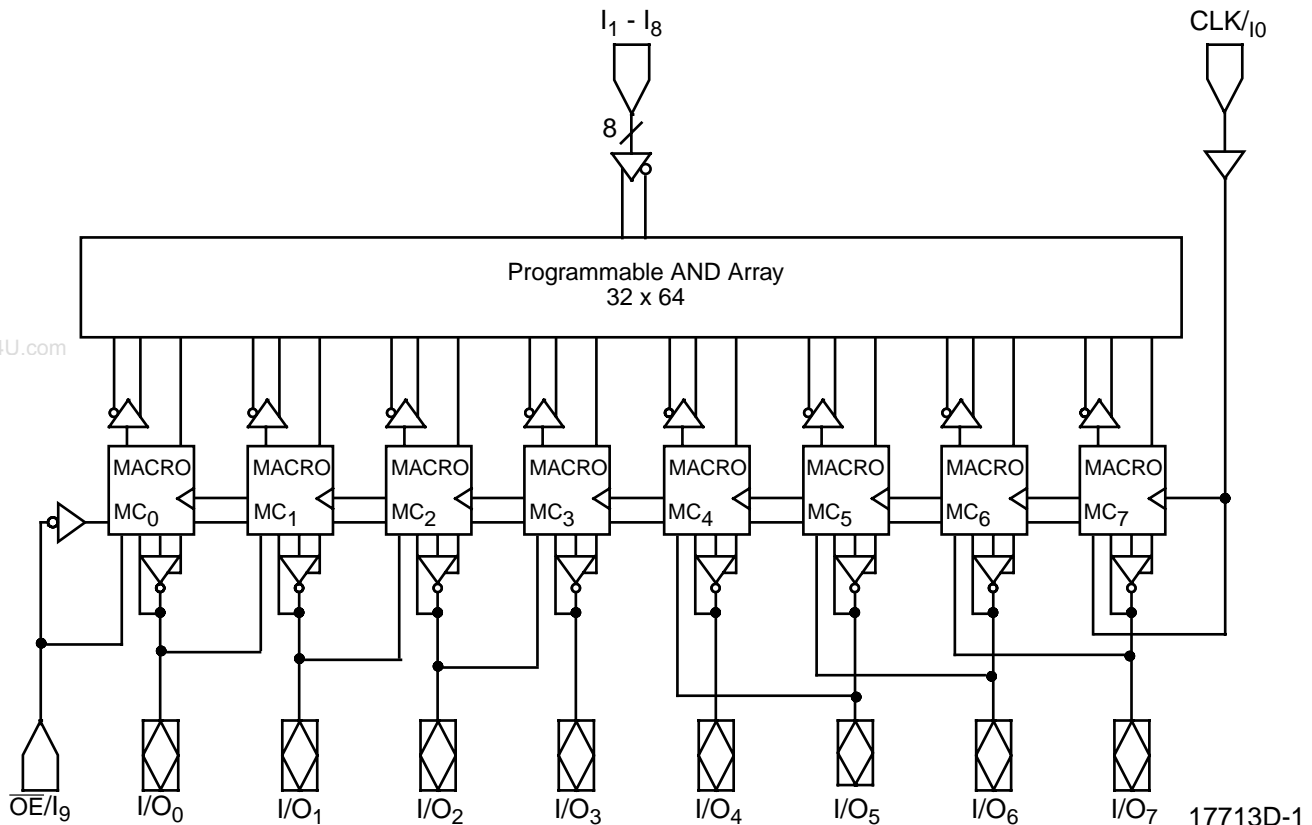 I1 - I8
CLK/I0
8
Programmable AND Array
32 x 64
4U.com
MACRO MACRO MACRO MACRO MACRO MACRO MACRO MACRO
MC0 MC1 MC2 MC3 MC4 MC5 MC6 MC7
OE/I9 I/O0 I/O1 I/O2 I/O3 I/O4 I/O5 I/O6 I/O7 17713D-1